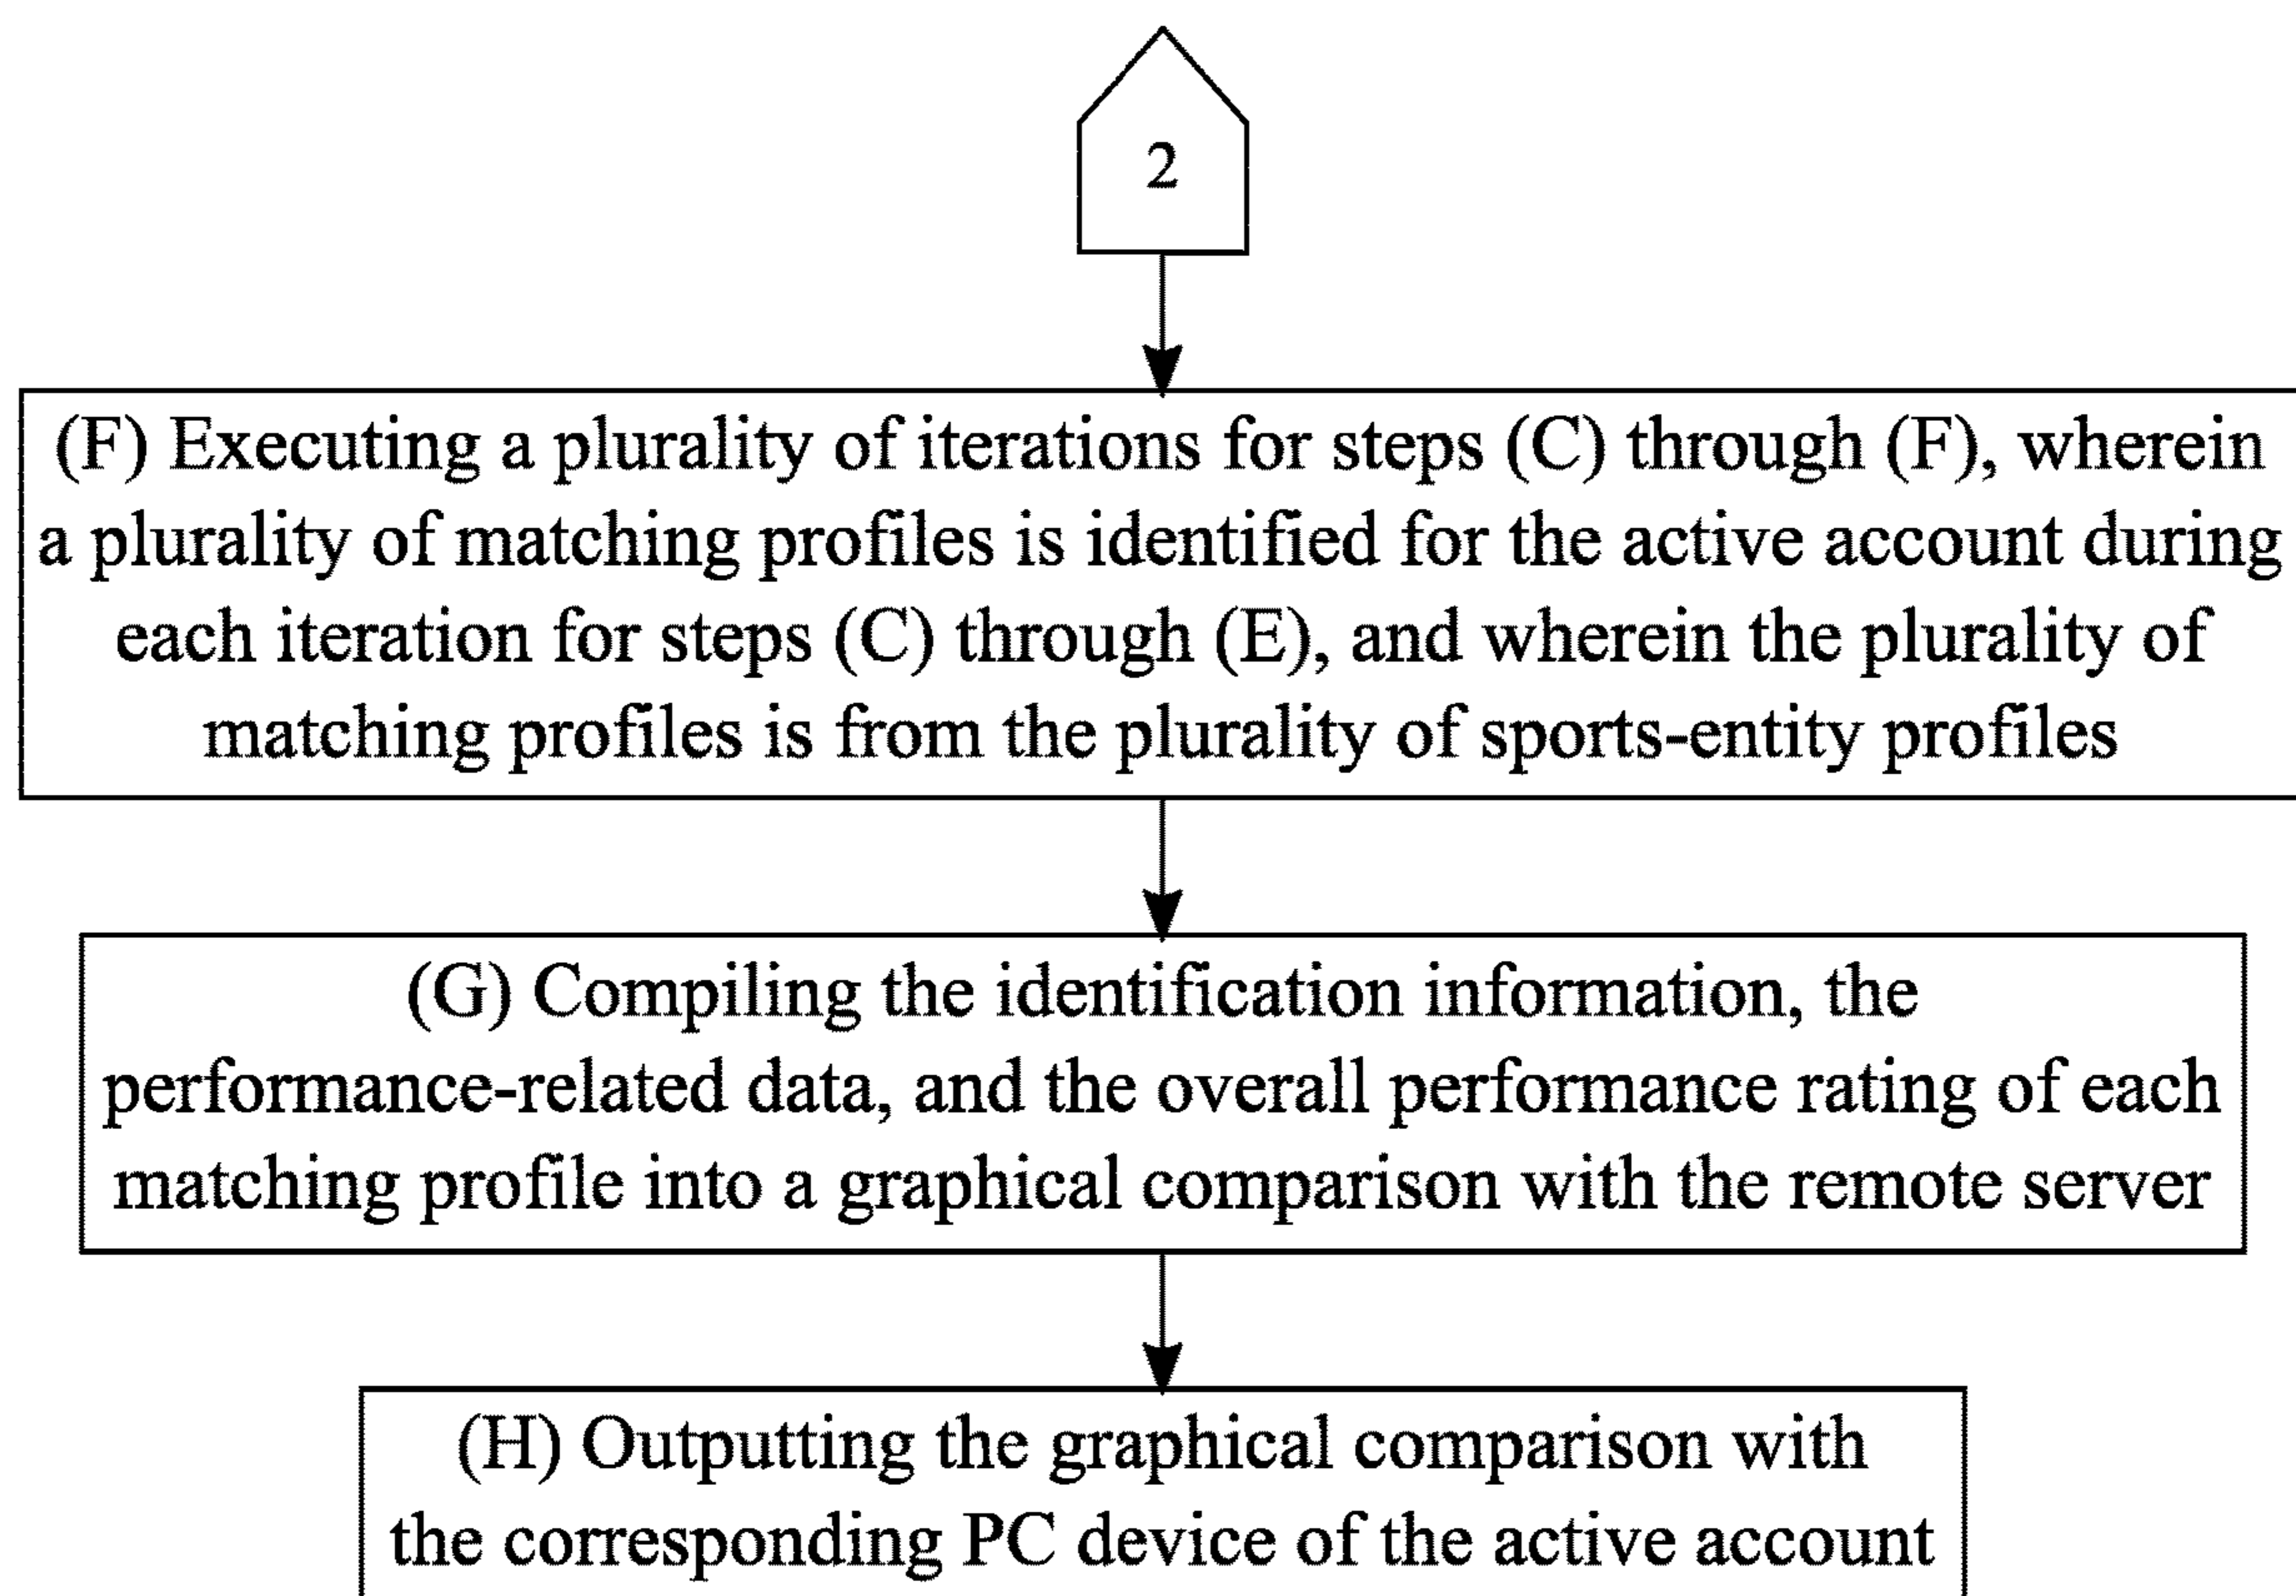 2
(F) Executing a plurality of iterations for steps (C) through (F), wherein
a plurality of matching profiles is identified for the active account during
each iteration for steps (C) through (E), and wherein the plurality of
matching profiles is from the plurality of sports-entity profiles
(G) Compiling the identification information, the
performance-related data, and the overall performance rating of each
matching profile into a graphical comparison with the remote server
(H) Outputting the graphical comparison with
the corresponding PC device of the active account